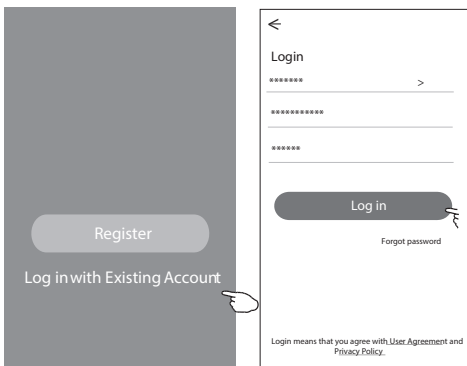 Register
Log in with Existing Account
Login
*******
>
***********
******
Log in
Forgot password
Login means that you agree with User Agreement and
Privacy Policy